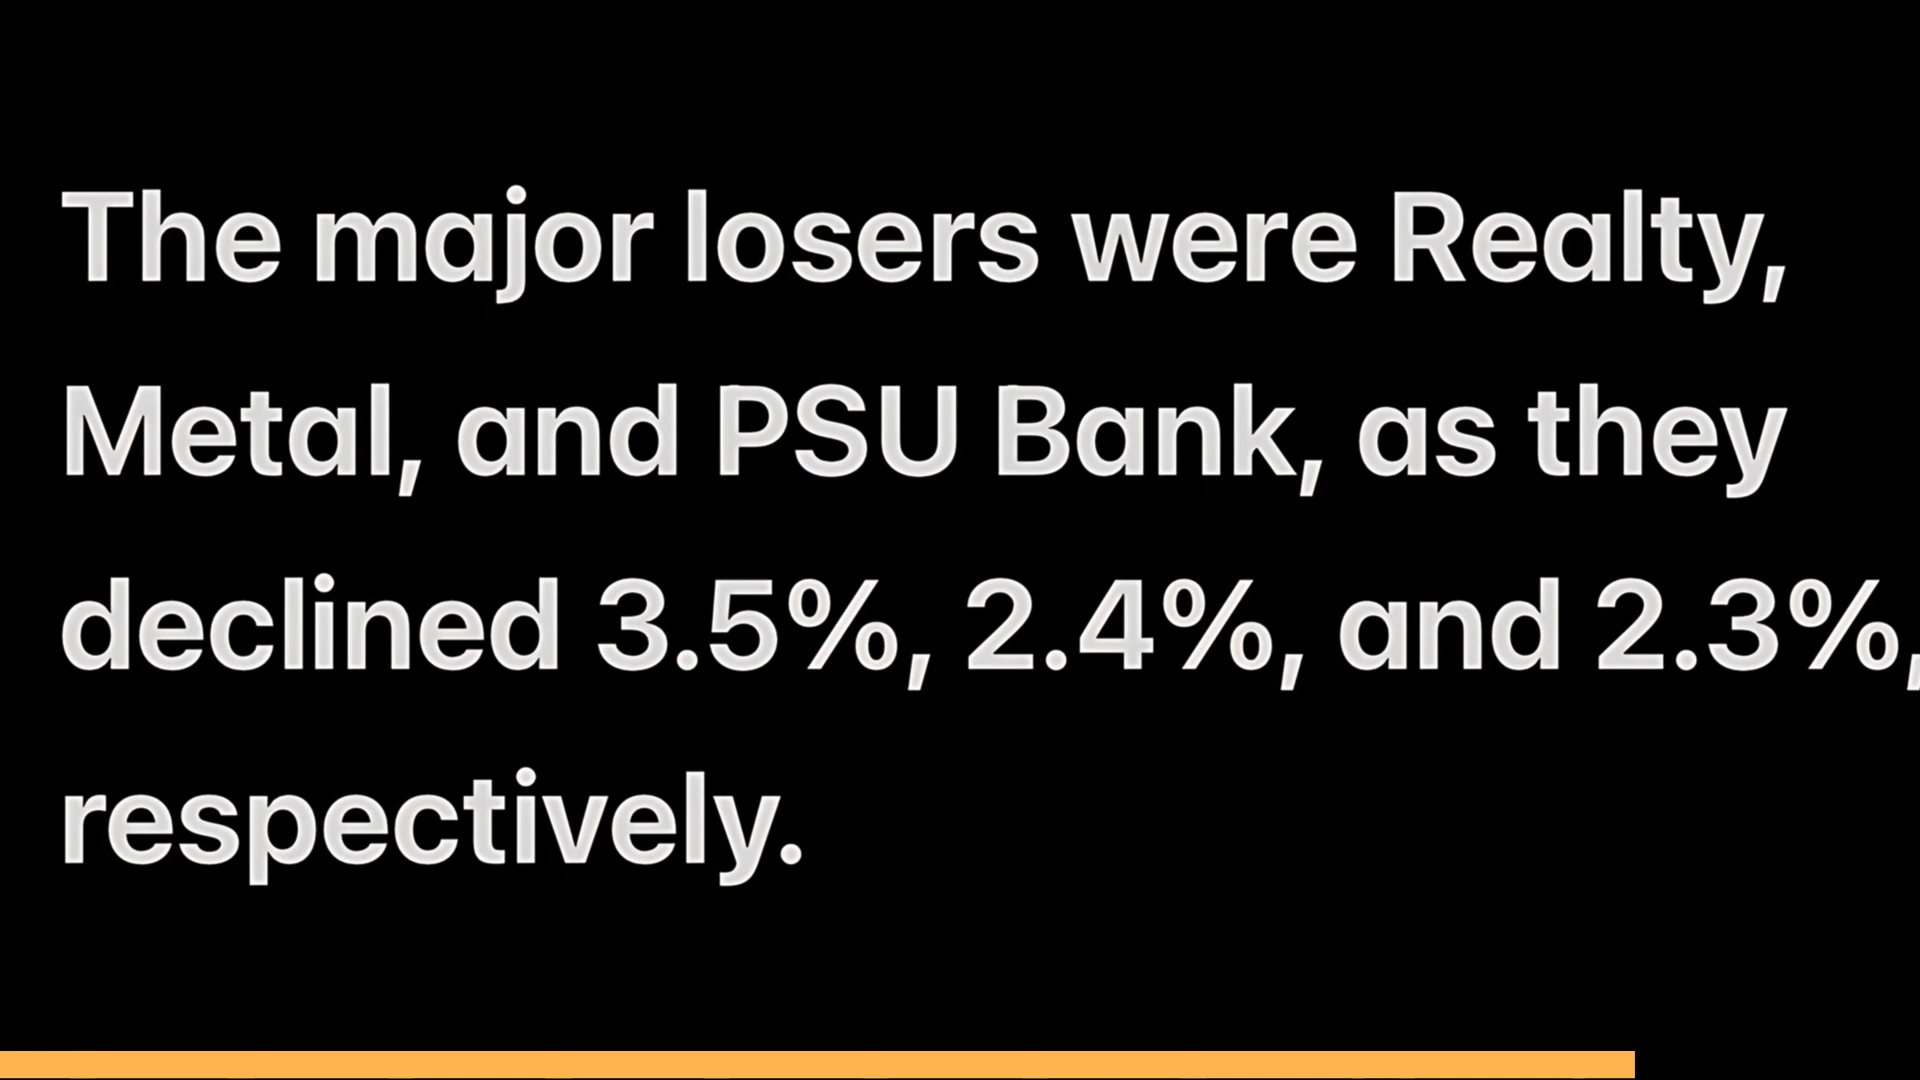 The major losers were Realty,
Metal, and PSU Bank, as they
declined 3.5%, 2.4%, and 2.3%,
respectively.